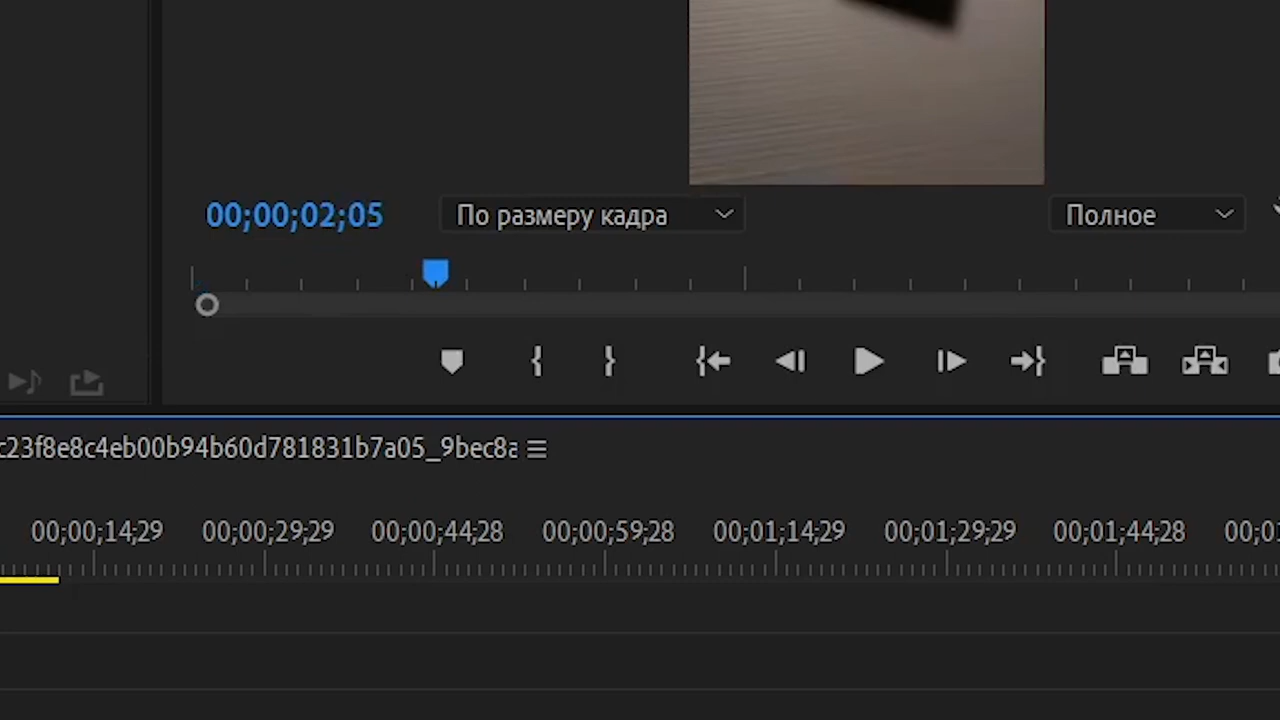 00;00;02;05 По размеру кадра Полное
c23f8e8c4eb00b94b60d781831b7a05_9bec8a
00;00;14;29 00;00;29;29 00;00;44;28 00;00;59;28 00;01;14;29 00;01;29;29 00;01;44;28